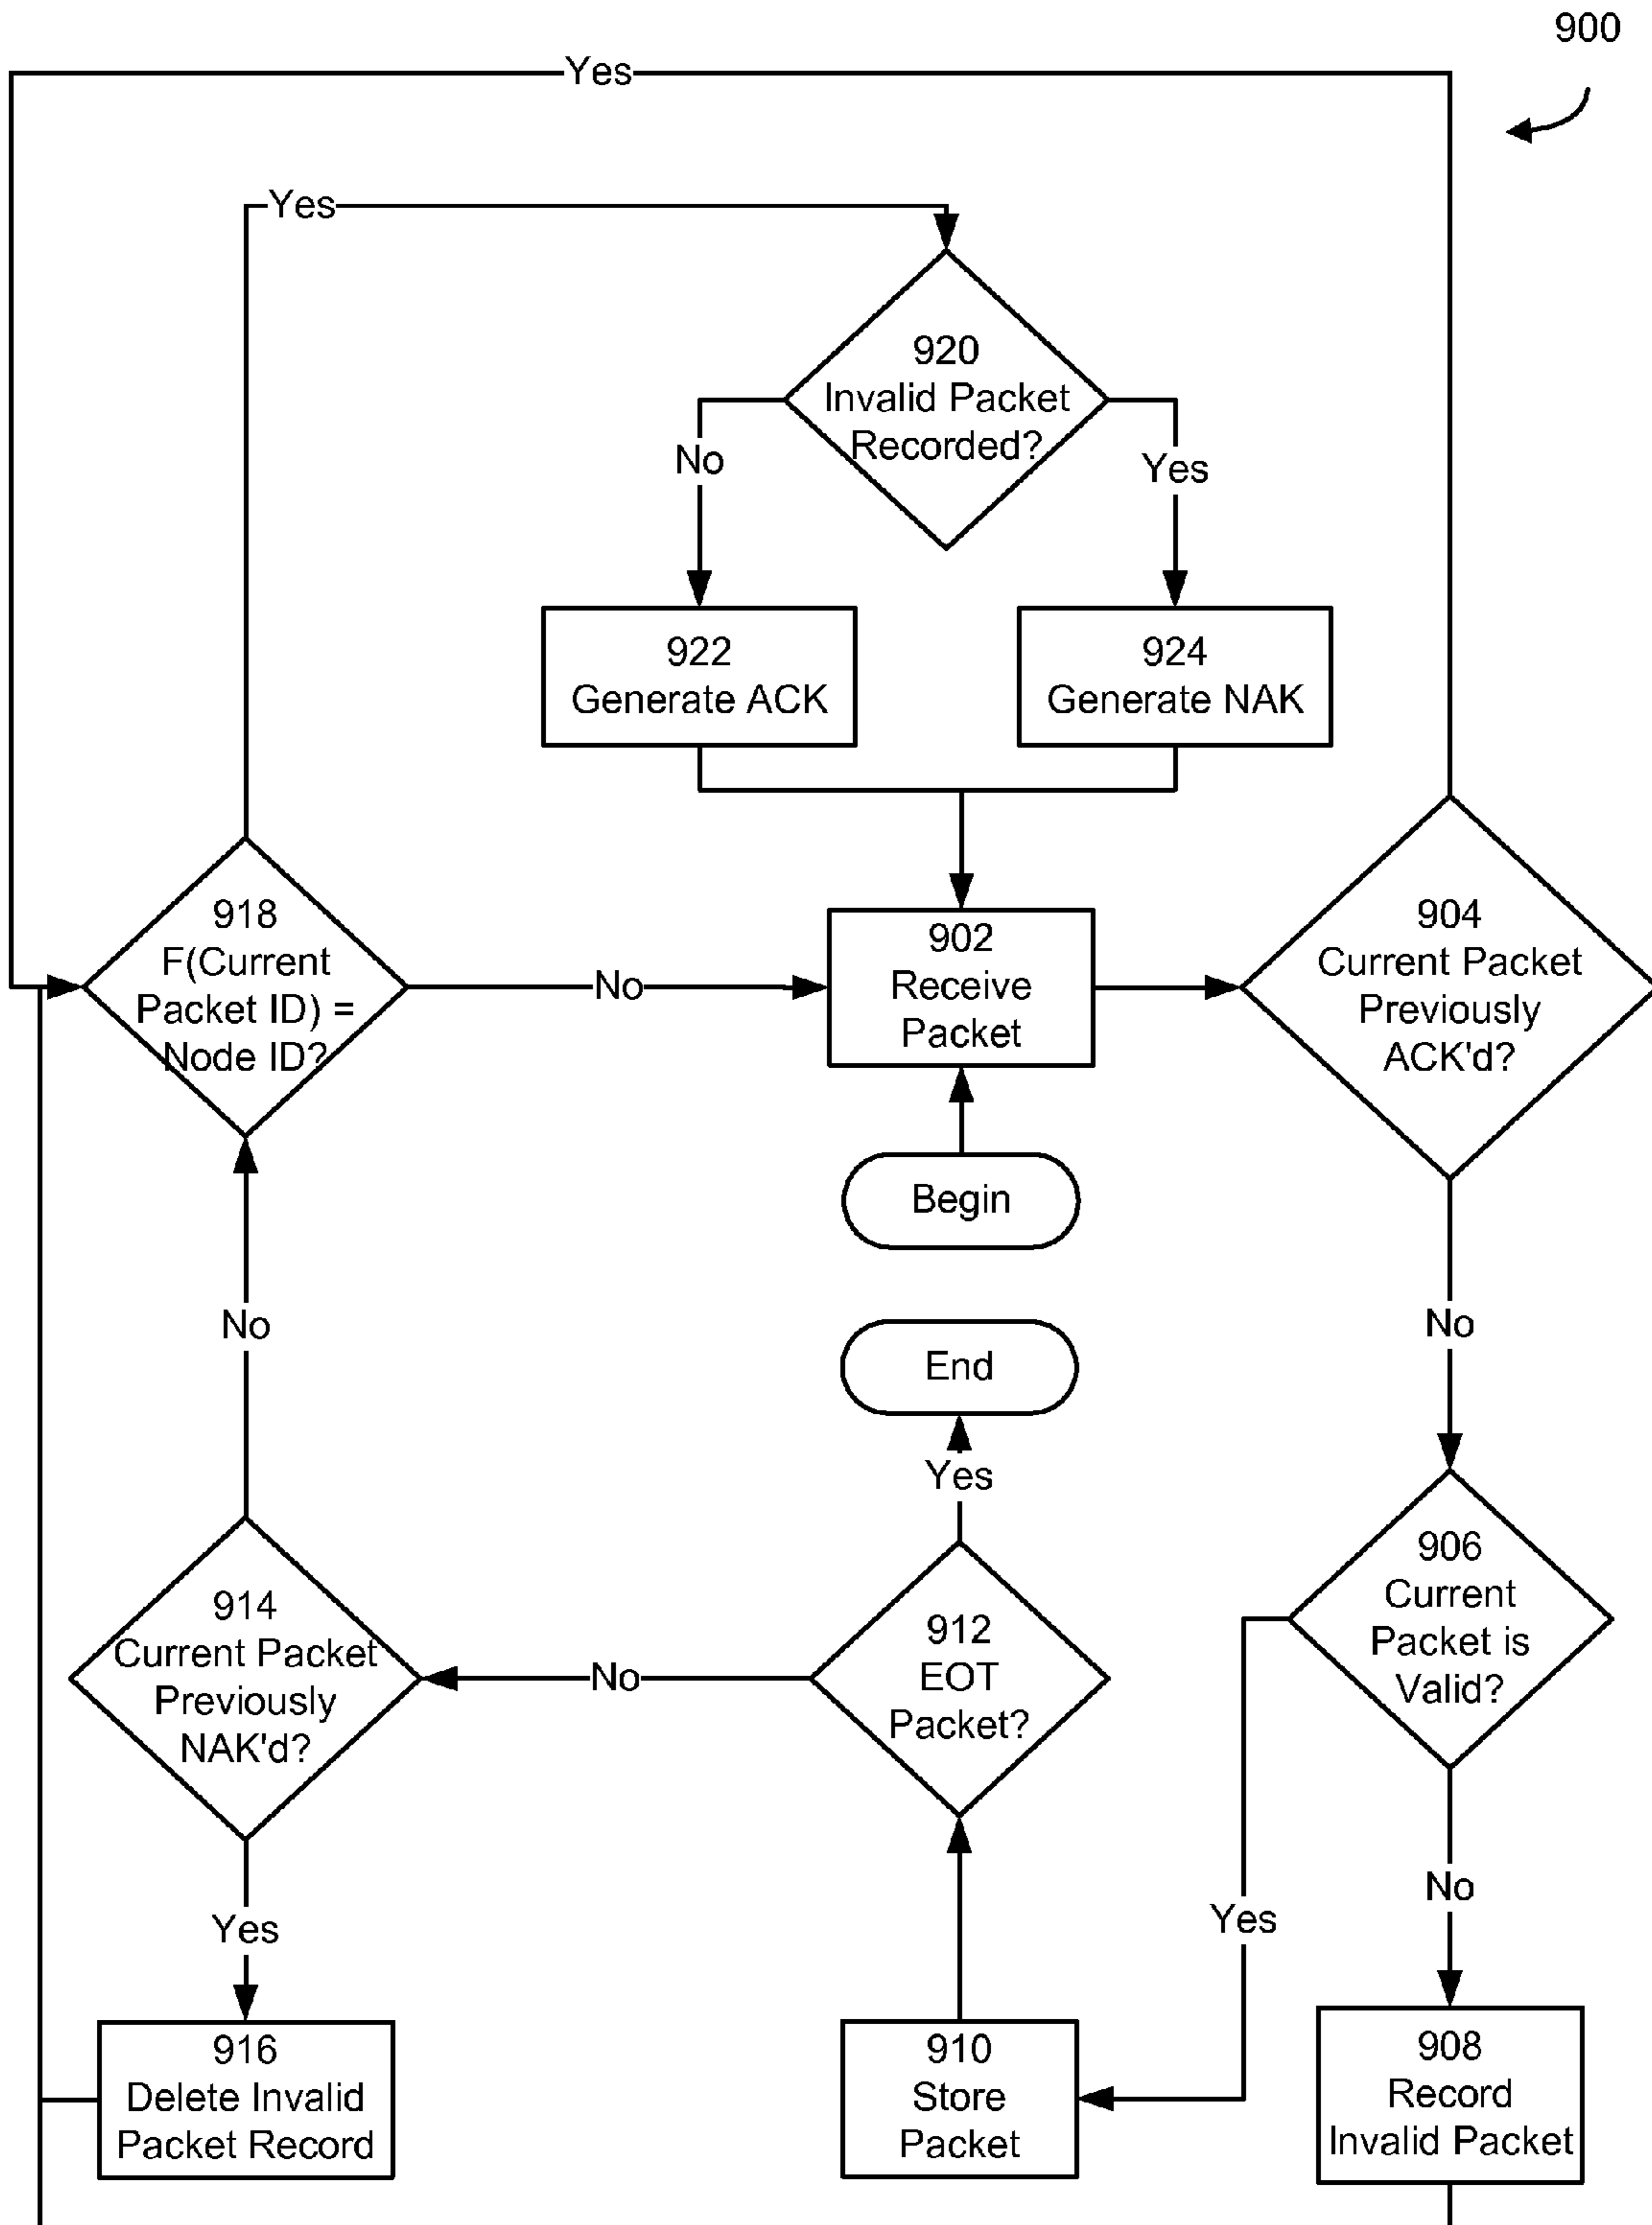 900
Yes
Yes
920
Invalid Packet
Recorded?
No
Yes
922
Generate ACK
924
Generate NAK
918
F(Current
Packet ID) =
Node ID?
No
902
Receive
Packet
904
Current Packet
Previously
ACK'd?
Begin
No
End
No
Yes
914
Current Packet
Previously
NAK'd?
No
912
EOT
Packet?
906
Current
Packet is
Valid?
Yes
Yes
No
916
Delete Invalid
Packet Record
910
Store
Packet
908
Record
Invalid Packet